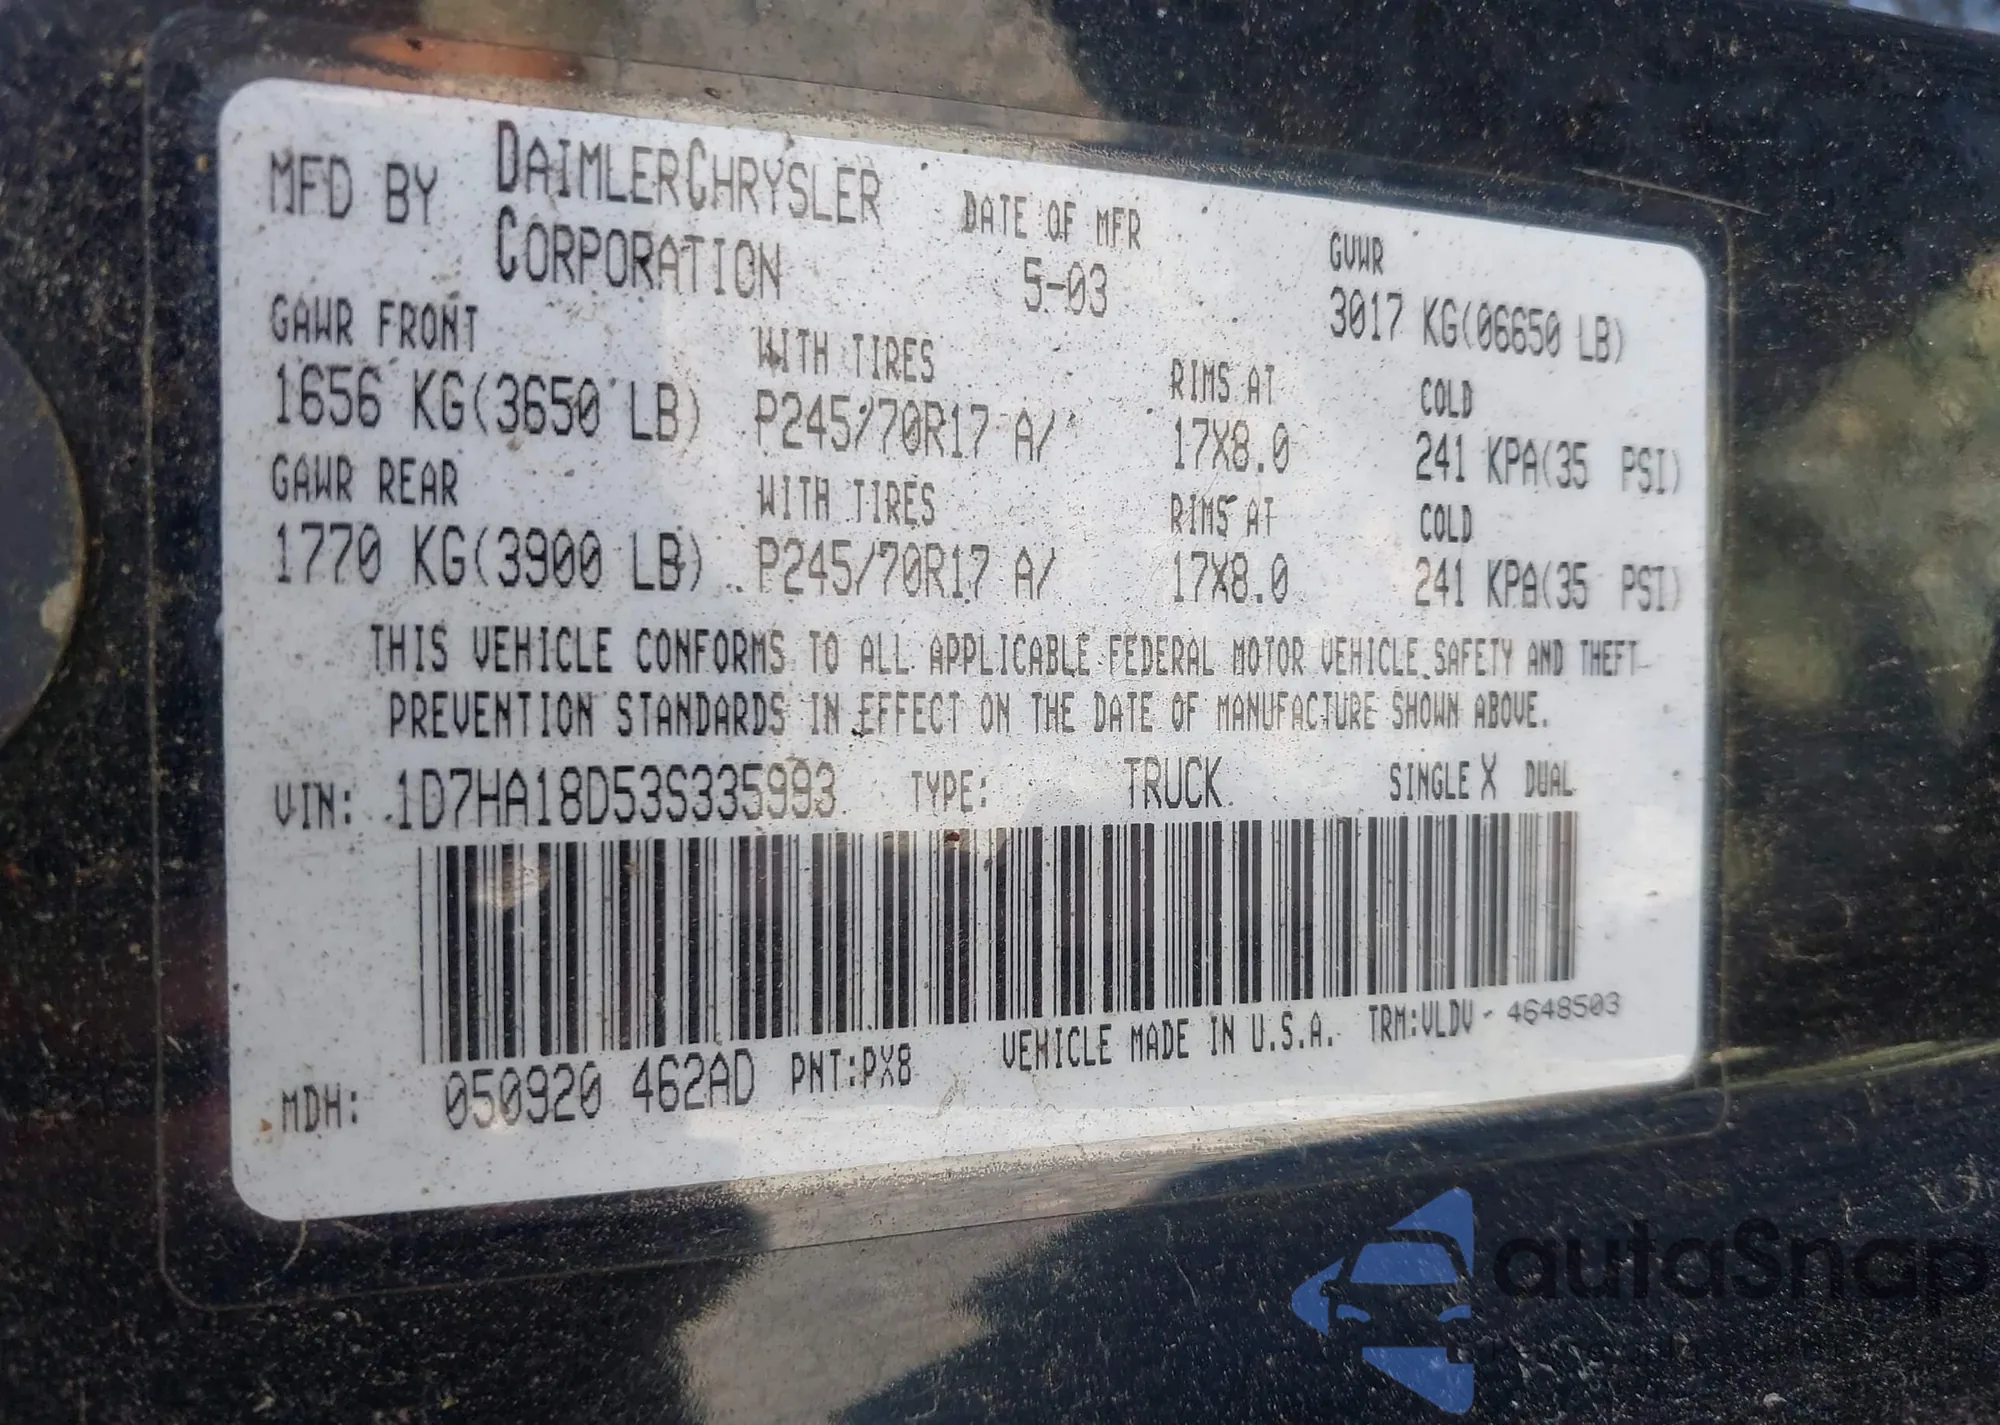 MFD BY DAIMLERCHRYSLER CORPORATION DATE OF MFR 5-03 GVWR 3017 KG(06650 LB)
GAWR FRONT WITH TIRES RIMS AT COLD
1656 KG(3650 LB) P245/70R17 A/ 17X8.0 241 KPA(35 PSI)
GAWR REAR WITH TIRES RIMS AT COLD
1770 KG(3900 LB) P245/70R17 A/ 17X8.0 241 KPA(35 PSI)
THIS VEHICLE CONFORMS TO ALL APPLICABLE FEDERAL MOTOR VEHICLE SAFETY AND THEFT
PREVENTION STANDARDS IN EFFECT ON THE DATE OF MANUFACTURE SHOWN ABOVE.
VIN: 1D7HA18D53S335993 TYPE: TRUCK SINGLE X DUAL
MDH: 050920 462AD PNT:PX8 VEHICLE MADE IN U.S.A. TRM:VLDV - 4648503
autaSnap